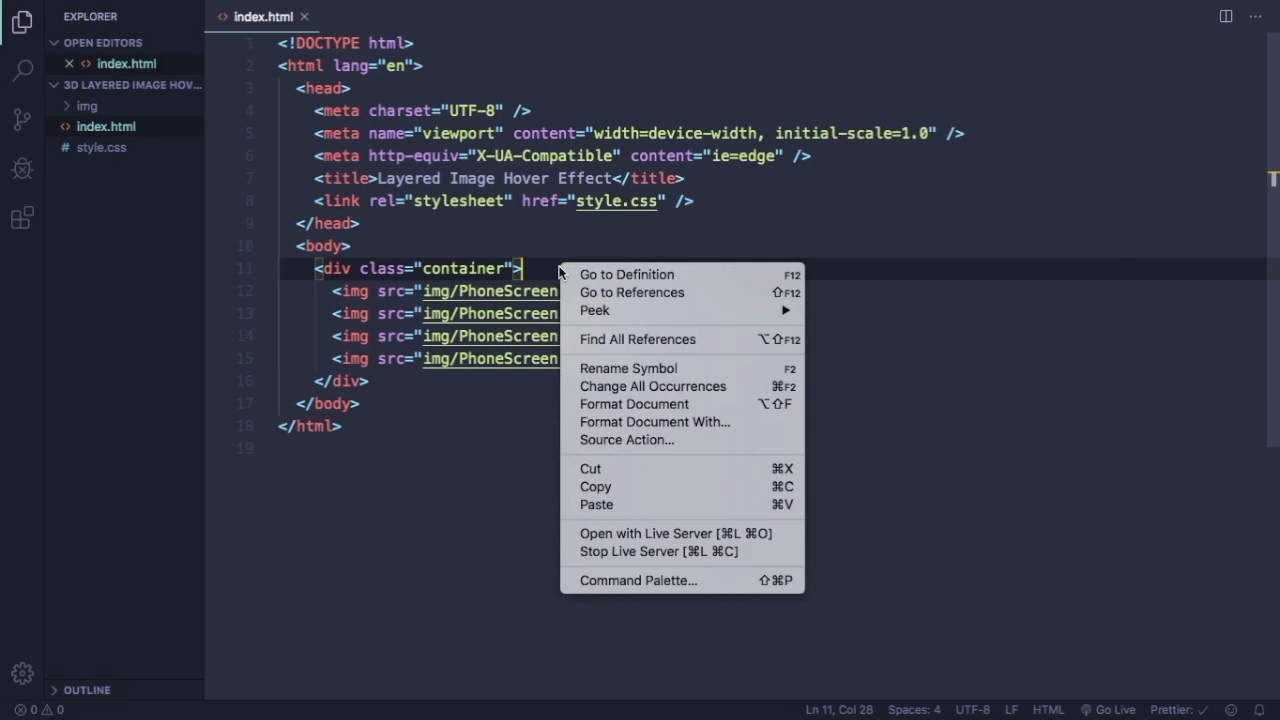 EXPLORER
OPEN EDITORS
index.html
3D LAYERED IMAGE HOV...
img
index.html
style.css
OUTLINE
index.html
1 <!DOCTYPE html>
2 <html lang="en">
3 <head>
4 <meta charset="UTF-8" />
5 <meta name="viewport" content="width=device-width, initial-scale=1.0" />
6 <meta http-equiv="X-UA-Compatible" content="ie=edge" />
7 <title>Layered Image Hover Effect</title>
8 <link rel="stylesheet" href="style.css" />
9 </head>
10 <body>
11 <div class="container">
12 <img src="img/PhoneScreen
13 <img src="img/PhoneScreen
14 <img src="img/PhoneScreen
15 <img src="img/PhoneScreen
16 </div>
17 </body>
18 </html>
19
Go to Definition F12
Go to References ⇧F12
Peek ▶
Find All References ⌥⇧F12
Rename Symbol F2
Change All Occurrences ⌘F2
Format Document ⌥⇧F
Format Document With...
Source Action...
Cut ⌘X
Copy ⌘C
Paste ⌘V
Open with Live Server [⌘L ⌘O]
Stop Live Server [⌘L ⌘C]
Command Palette... ⇧⌘P
0 0 Ln 11, Col 28 Spaces: 4 UTF-8 LF HTML Go Live Prettier: ✓